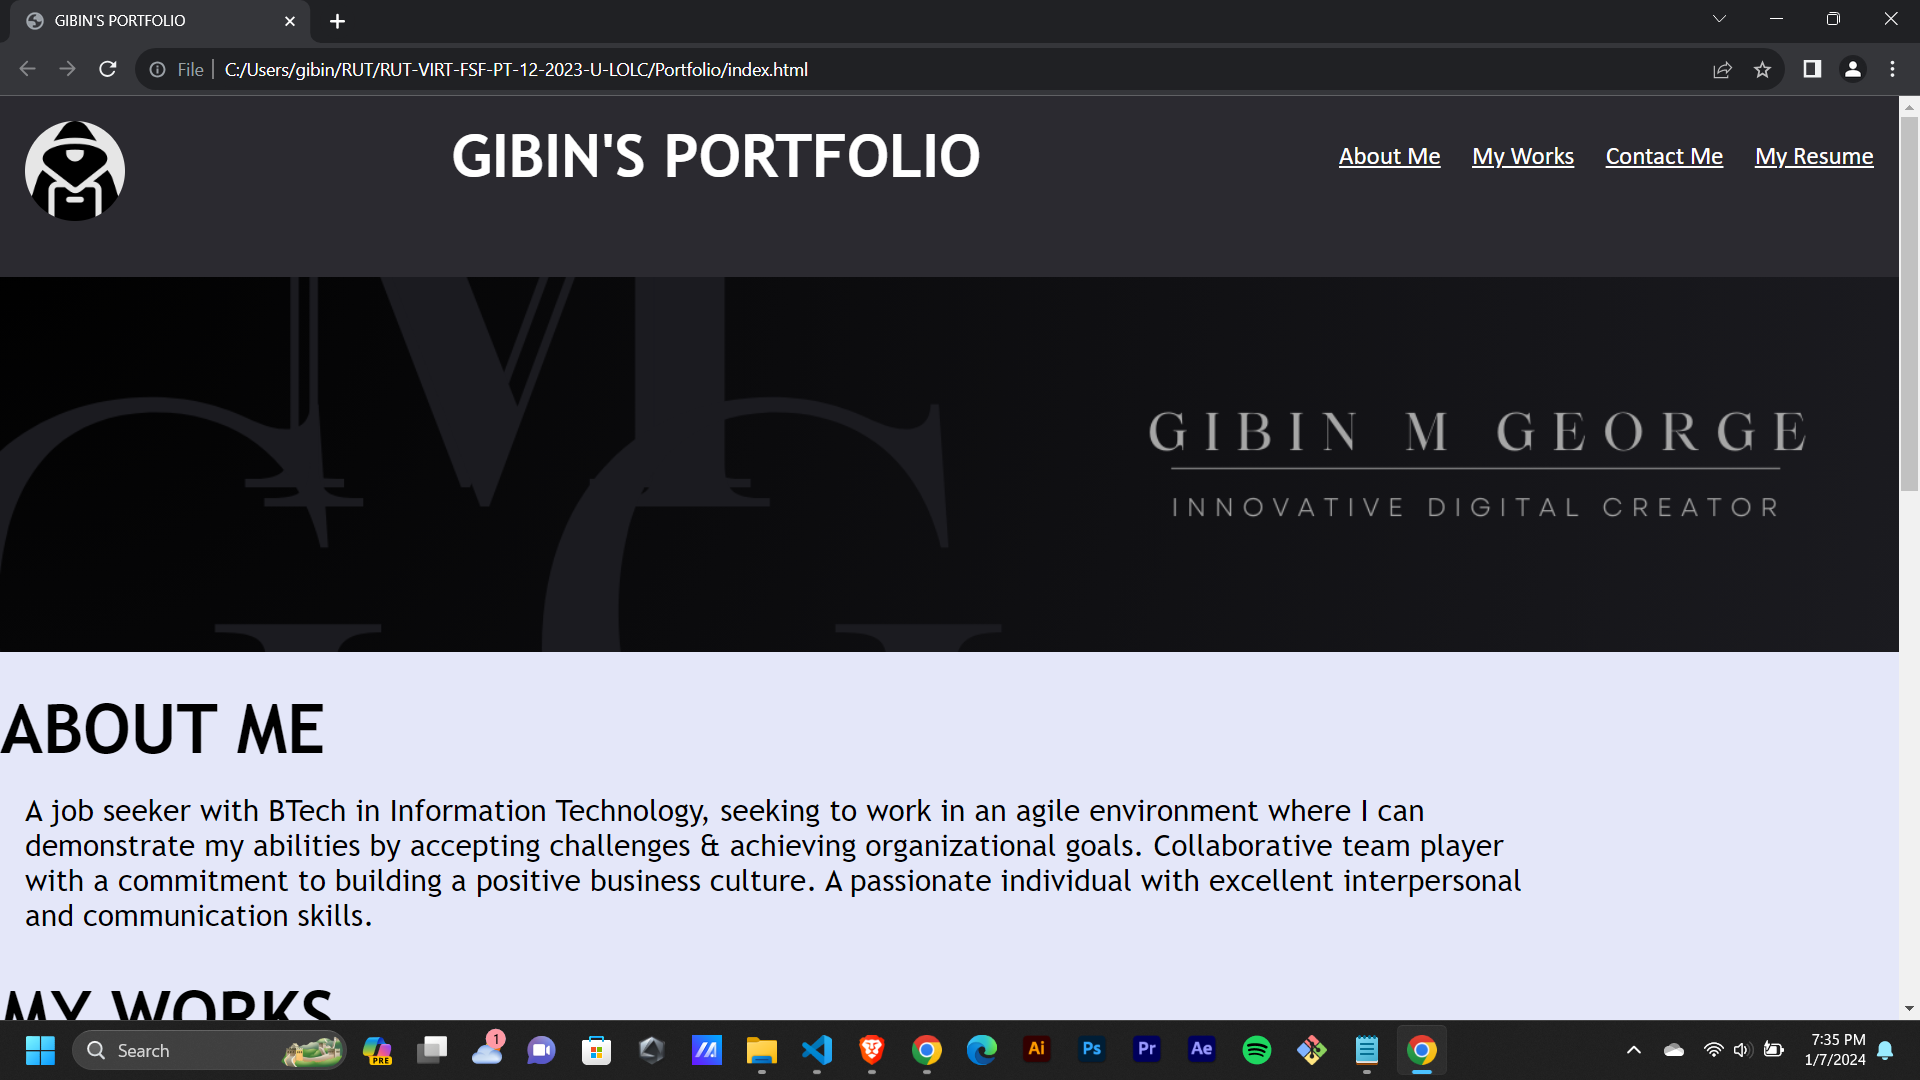 GIBIN'S PORTFOLIO
File
C:/Users/gibin/RUT/RUT-VIRT-FSF-PT-12-2023-U-LOLC/Portfolio/index.html
GIBIN'S PORTFOLIO
About Me
My Works
Contact Me
My Resume
GIBIN M GEORGE
INNOVATIVE DIGITAL CREATOR
ABOUT ME
A job seeker with BTech in Information Technology, seeking to work in an agile environment where I can
demonstrate my abilities by accepting challenges & achieving organizational goals. Collaborative team player
with a commitment to building a positive business culture. A passionate individual with excellent interpersonal
and communication skills.
MY WORKS
Search
PRE
1
Ai
Ps
Pr
Ae
7:35 PM
1/7/2024